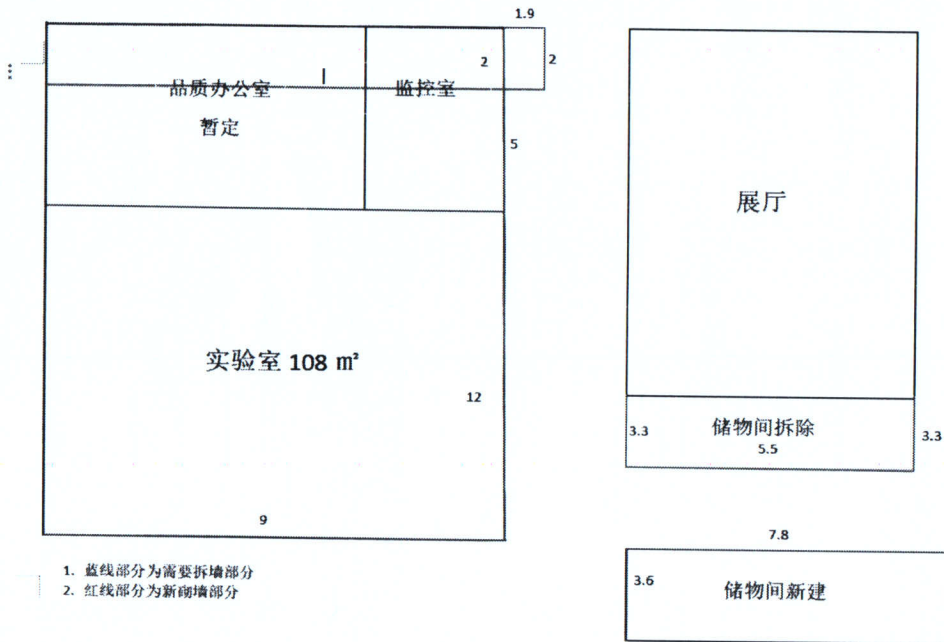 1.9
2
2
品质办公室
监控室
暂定
5
展厅
实验室 108 ㎡
12
3.3
储物间拆除
3.3
5.5
9
7.8
1. 蓝线部分为需要拆墙部分
2. 红线部分为新砌墙部分
3.6
储物间新建